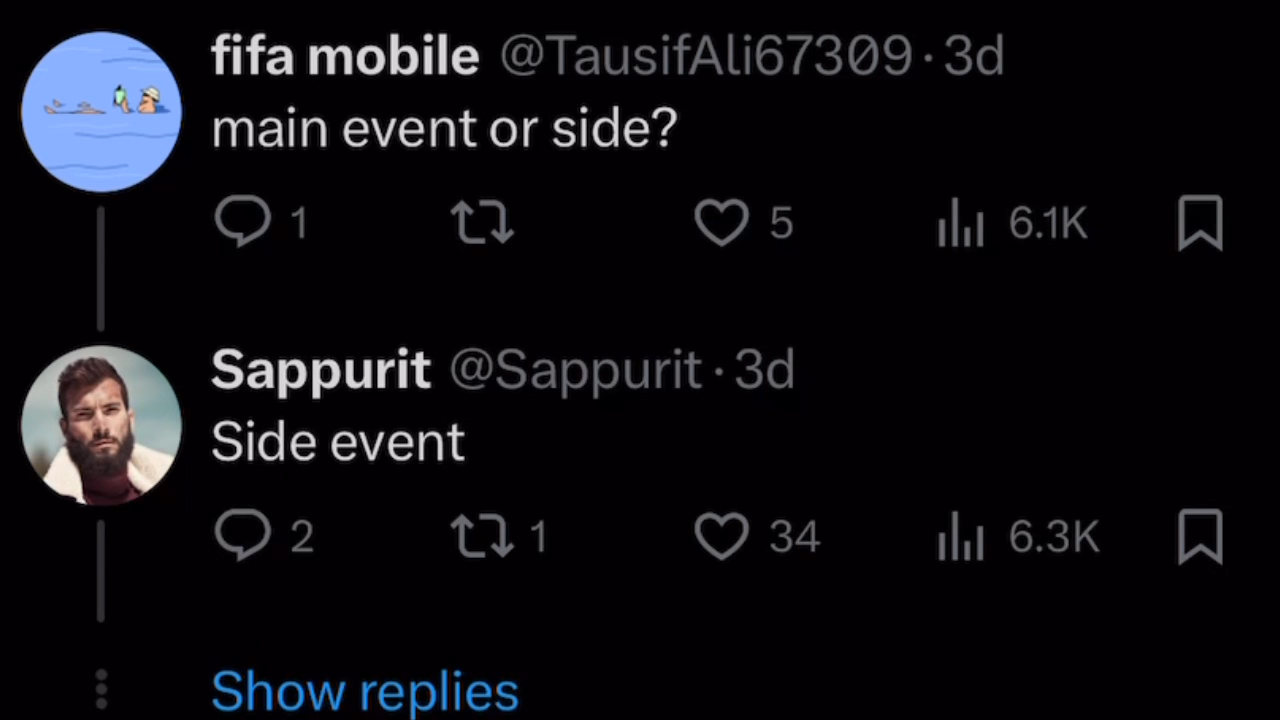 fifa mobile @TausifAli67309 · 3d
main event or side?
1 5 6.1K
Sappurit @Sappurit · 3d
Side event
2 1 34 6.3K
Show replies